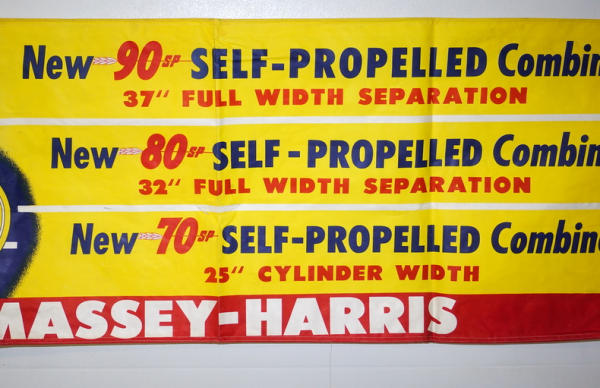 New 90 SP SELF-PROPELLED Combin
37" FULL WIDTH SEPARATION
New 80 SP SELF-PROPELLED Combin
32" FULL WIDTH SEPARATION
New 70 SP SELF-PROPELLED Combine
25" CYLINDER WIDTH
MASSEY-HARRIS